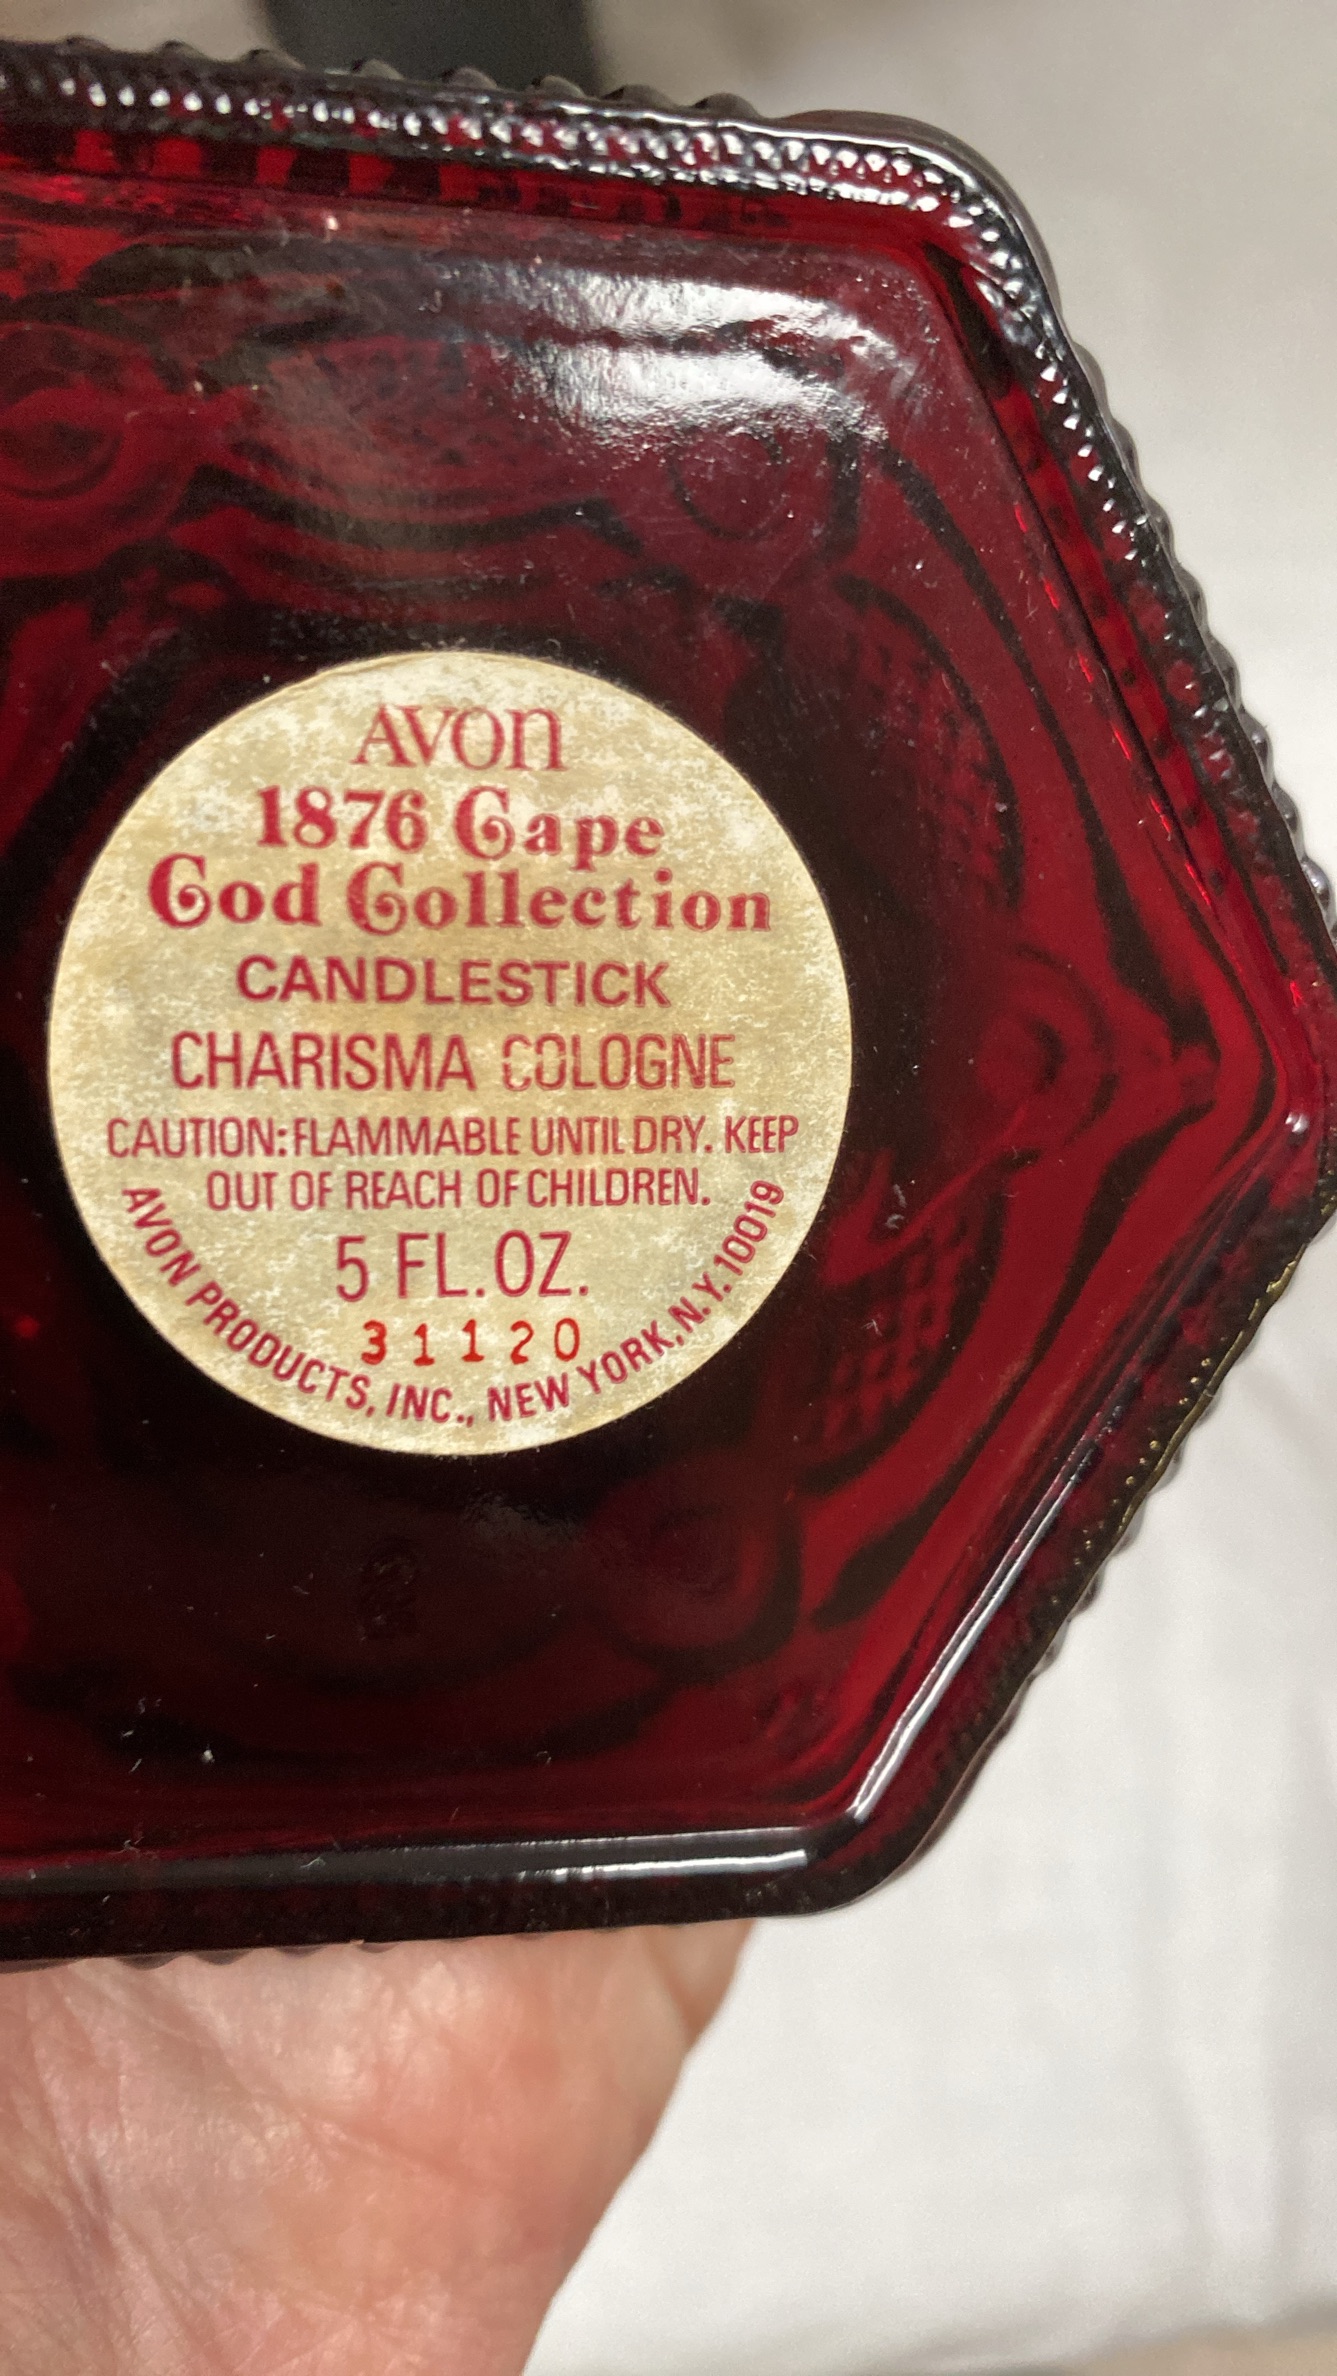 AVON
1876 Cape
Cod Collection
CANDLESTICK
CHARISMA COLOGNE
CAUTION: FLAMMABLE UNTIL DRY. KEEP
OUT OF REACH OF CHILDREN.
5 FL.OZ.
31120
AVON PRODUCTS, INC., NEW YORK, N.Y. 10019